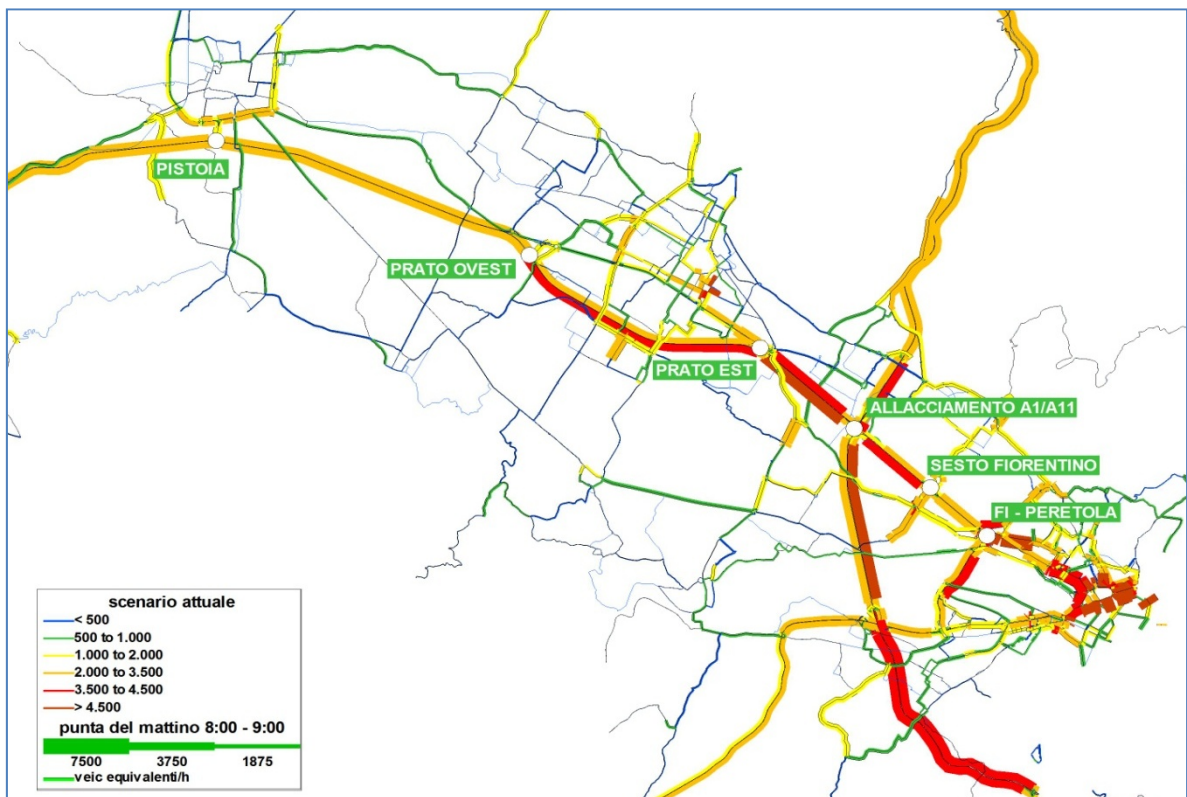 PISTOIA
PRATO OVEST
PRATO EST
ALLACCIAMENTO A1/A11
SESTO FIORENTINO
FI - PERETOLA
scenario attuale
< 500
500 to 1.000
1.000 to 2.000
2.000 to 3.500
3.500 to 4.500
> 4.500
punta del mattino 8:00 - 9:00
7500 3750 1875
veic equivalenti/h